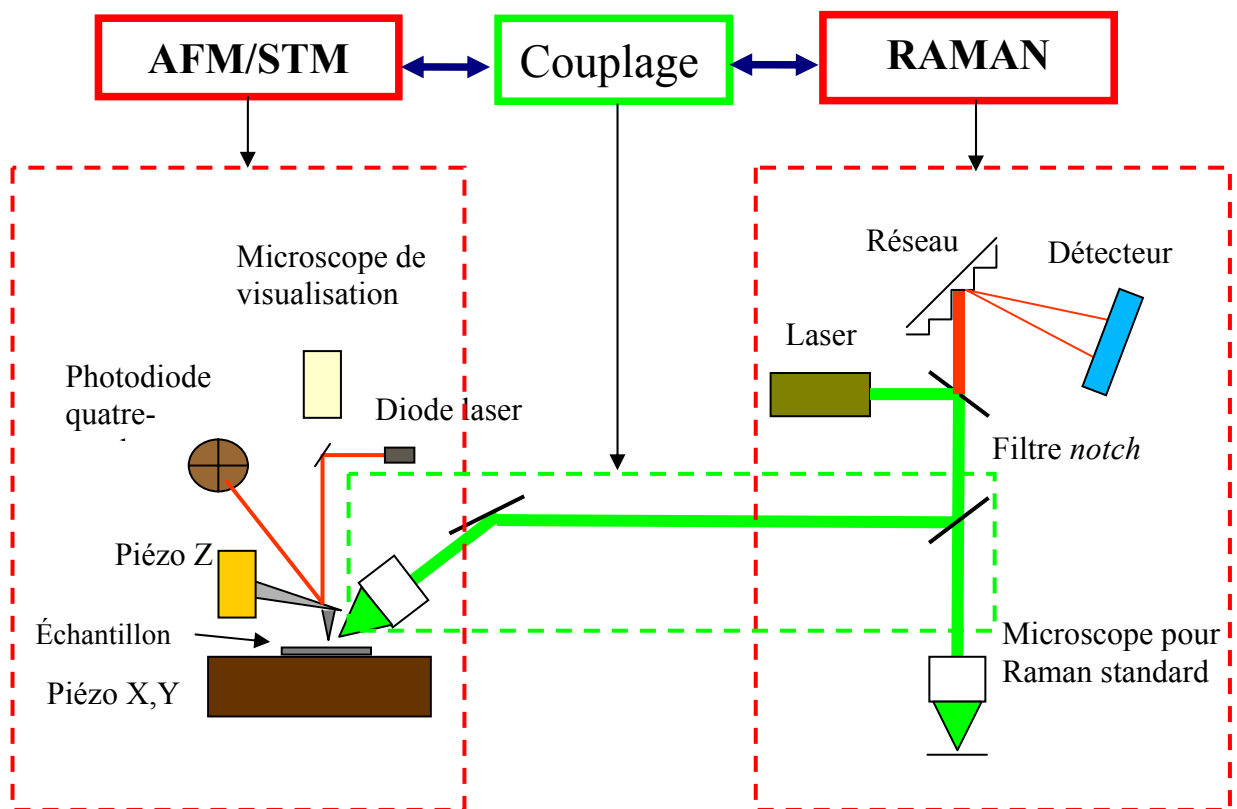 AFM/STM
Couplage
RAMAN
Microscope de
visualisation
Photodiode
quatre-
Diode laser
Piézo Z
Échantillon
Piézo X,Y
Réseau
Détecteur
Laser
Filtre notch
Microscope pour
Raman standard